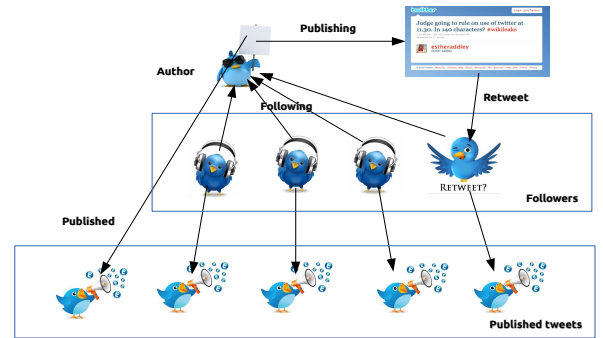 twitter
Publishing
Judge going to rule on use of twitter at
11.30. In 140 characters? #wikileaks
estheraddley
Author
Retweet
Following
RETWEET?
Followers
Published
Published tweets